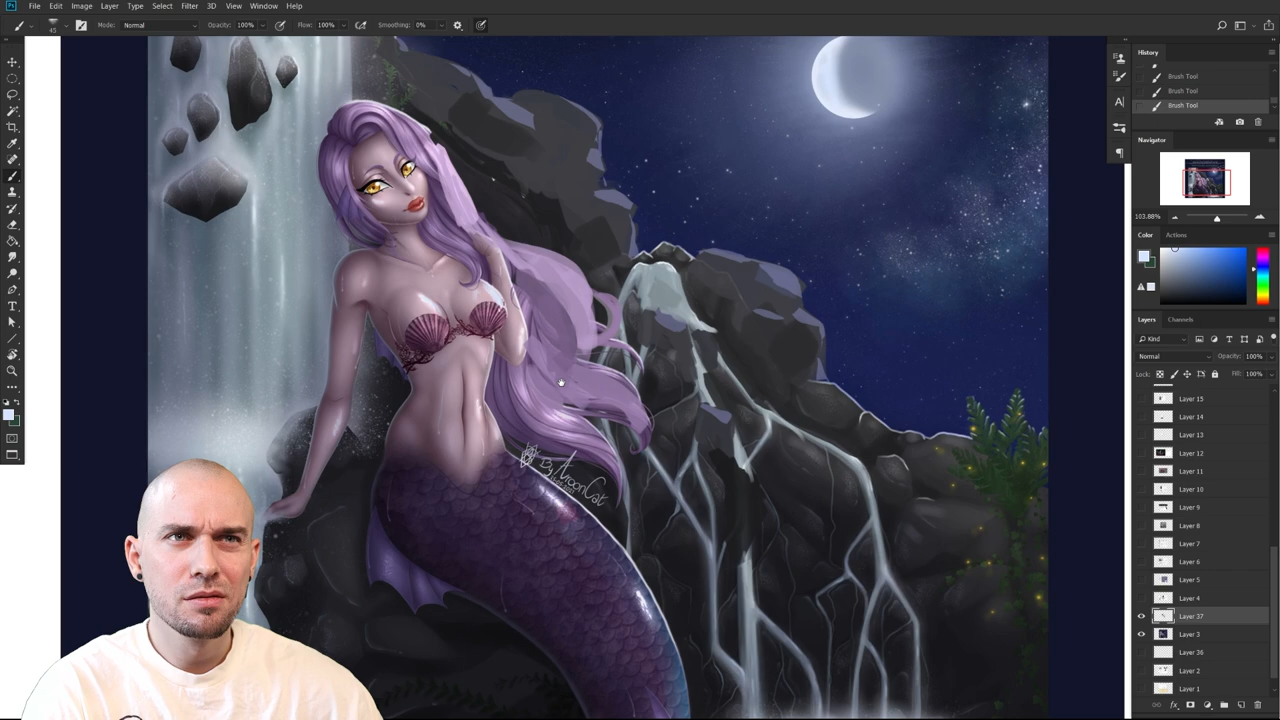 Ps File Edit Image Layer Type Select Filter 3D View Window Help
45 Mode: Normal Opacity: 100% Flow: 100% Smoothing: 0%
History
Brush Tool
Brush Tool
Brush Tool
Navigator
103.88%
Color Actions
Layers Channels
Kind
Normal Opacity: 100%
Lock: Fill: 100%
Layer 15
Layer 14
Layer 13
Layer 12
Layer 11
Layer 10
Layer 9
Layer 8
Layer 7
Layer 6
Layer 5
Layer 4
Layer 37
Layer 3
Layer 36
Layer 2
Layer 1
By